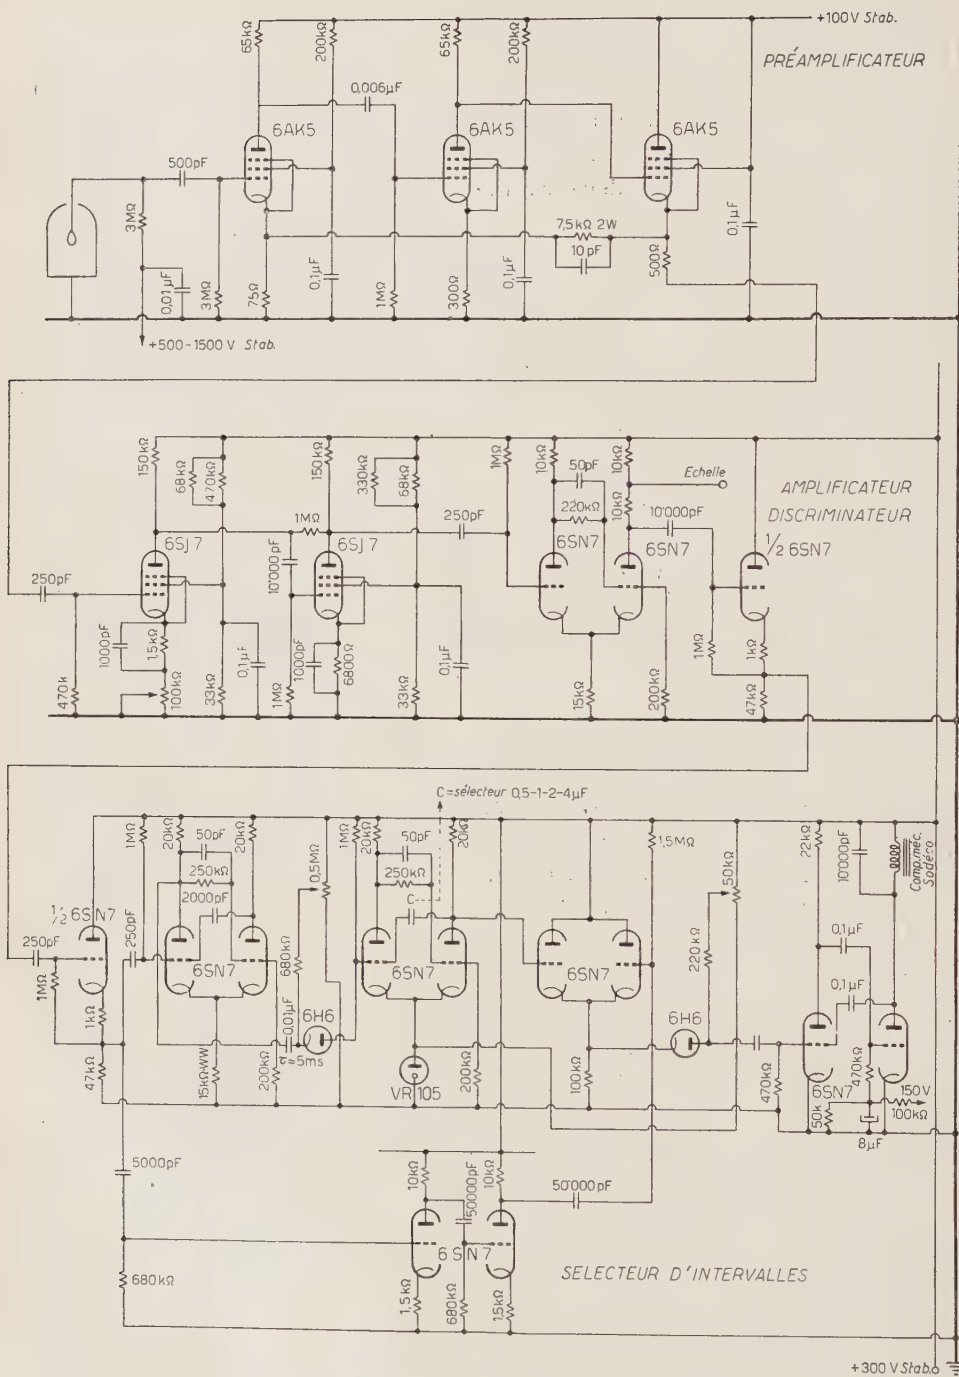 +100V Stab.
PRÉAMPLIFICATEUR
65kΩ
200kΩ
0,006µF
65kΩ
200kΩ
6AK5
6AK5
6AK5
500pF
3MΩ
0,01µF
3MΩ
75Ω
0,1µF
1MΩ
300Ω
0,1µF
7,5kΩ 2W
10pF
500Ω
0,1µF
+500-1500 V Stab.
150kΩ
68kΩ
470kΩ
150kΩ
330kΩ
68kΩ
1MΩ
10kΩ
50pF
10kΩ
Echelle
AMPLIFICATEUR
DISCRIMINATEUR
1MΩ
250pF
220kΩ
10kΩ
10'000pF
6SJ7
6SJ7
6SN7
6SN7
1/2 6SN7
250pF
10'000pF
1000pF
1,5kΩ
0,1µF
1000pF
6800Ω
0,1µF
1MΩ
1kΩ
470k
100kΩ
33kΩ
1MΩ
33kΩ
15kΩ
200kΩ
47kΩ
C=sélecteur 0,5-1-2-4µF
1MΩ
20kΩ
50pF
20kΩ
0,5MΩ
1MΩ
20kΩ
50pF
20kΩ
1,5MΩ
50kΩ
22kΩ
10'000pF
Comp.méc.
Sodéco
250kΩ
2000pF
250kΩ
C
1/2 6SN7
250pF
250pF
6SN7
680kΩ
6SN7
6SN7
220kΩ
0,1µF
0,1µF
1MΩ
1kΩ
0,01µF
6H6
6H6
47kΩ
15kΩ-WW
200kΩ
τ=5ms
VR105
200kΩ
100kΩ
470kΩ
6SN7
470kΩ
50k
150V
100kΩ
8µF
5000pF
10kΩ
50000pF
10kΩ
50'000pF
6SN7
680kΩ
1,5kΩ
680kΩ
1,5kΩ
SELECTEUR D'INTERVALLES
+300 V Stab.